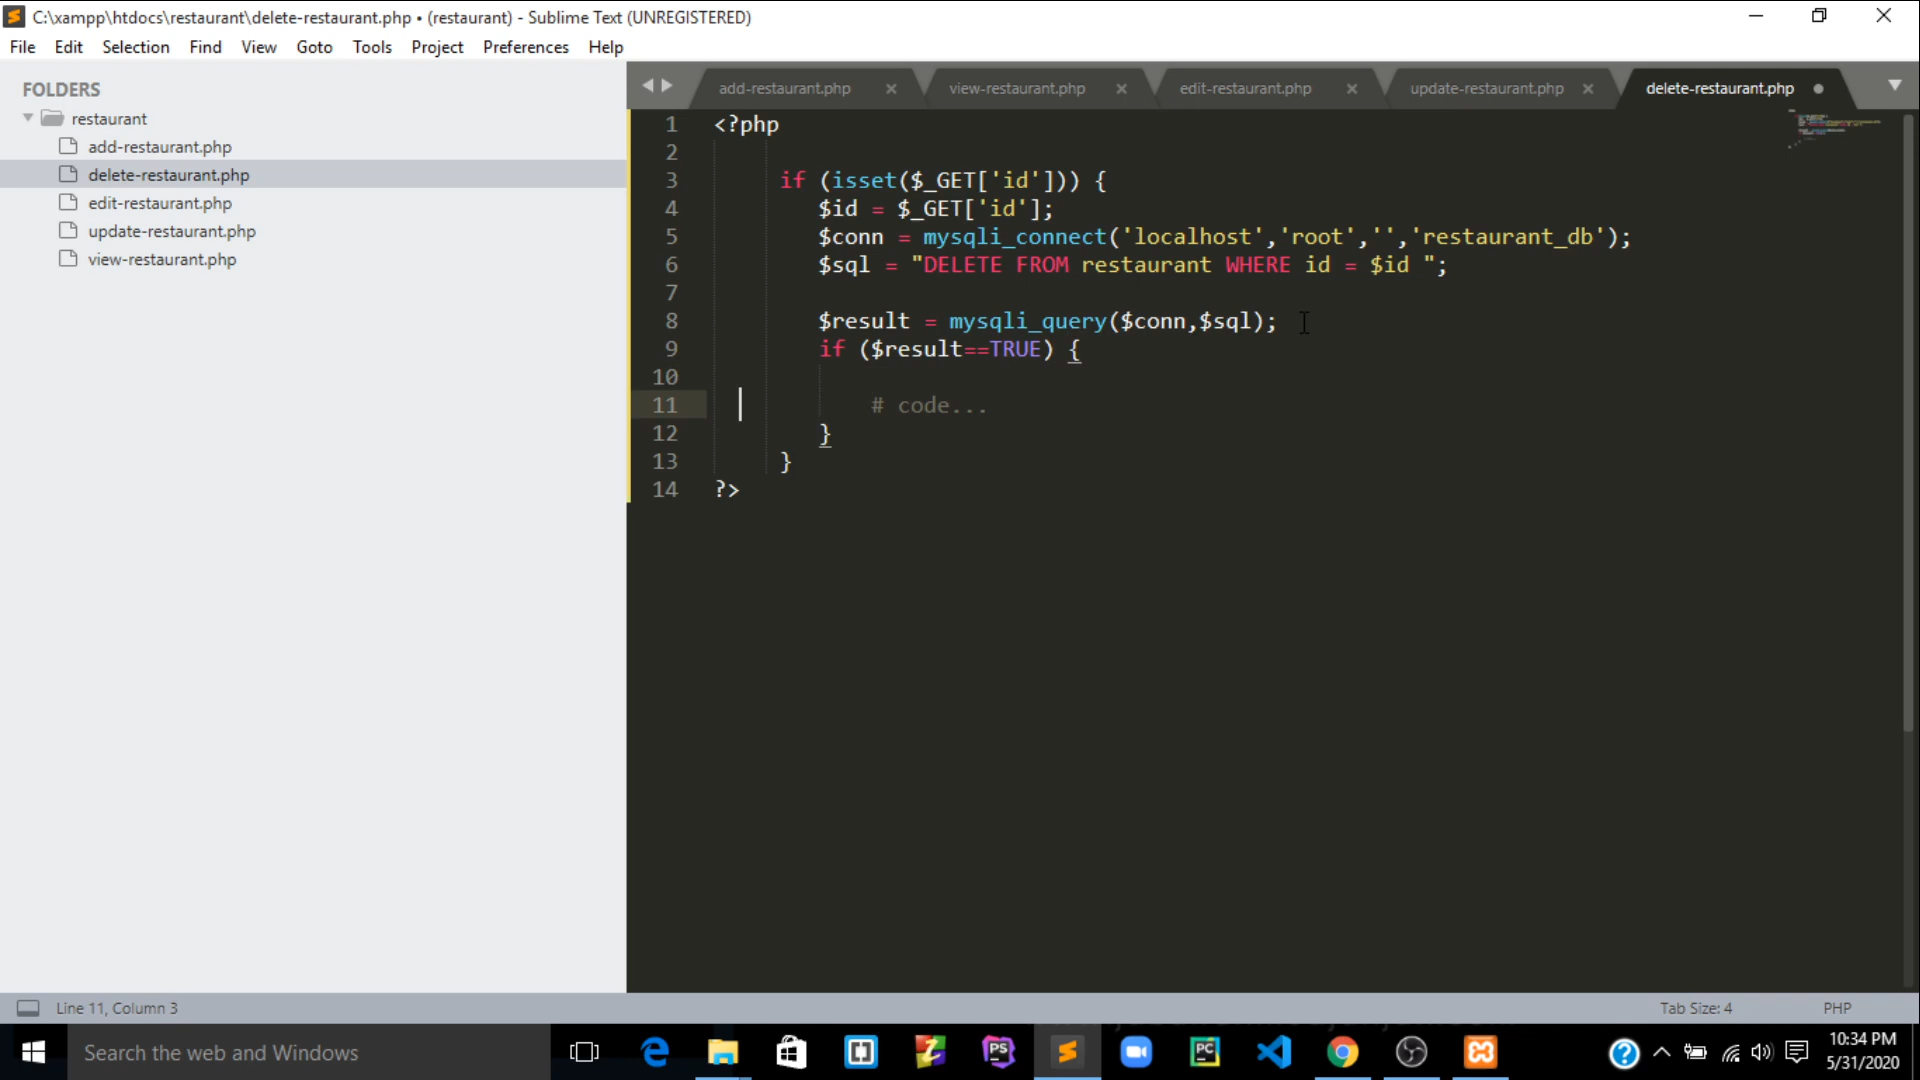 C:\xampp\htdocs\restaurant\delete-restaurant.php • (restaurant) - Sublime Text (UNREGISTERED)
File Edit Selection Find View Goto Tools Project Preferences Help
FOLDERS
restaurant
add-restaurant.php
delete-restaurant.php
edit-restaurant.php
update-restaurant.php
view-restaurant.php
add-restaurant.php view-restaurant.php edit-restaurant.php update-restaurant.php delete-restaurant.php
1 <?php
2
3 if (isset($_GET['id'])) {
4 $id = $_GET['id'];
5 $conn = mysqli_connect('localhost','root','','restaurant_db');
6 $sql = "DELETE FROM restaurant WHERE id = $id ";
7
8 $result = mysqli_query($conn,$sql);
9 if ($result==TRUE) {
10
11 # code...
12 }
13 }
14 ?>
Line 11, Column 3
Tab Size: 4
PHP
Search the web and Windows
PS
PC
10:34 PM
5/31/2020